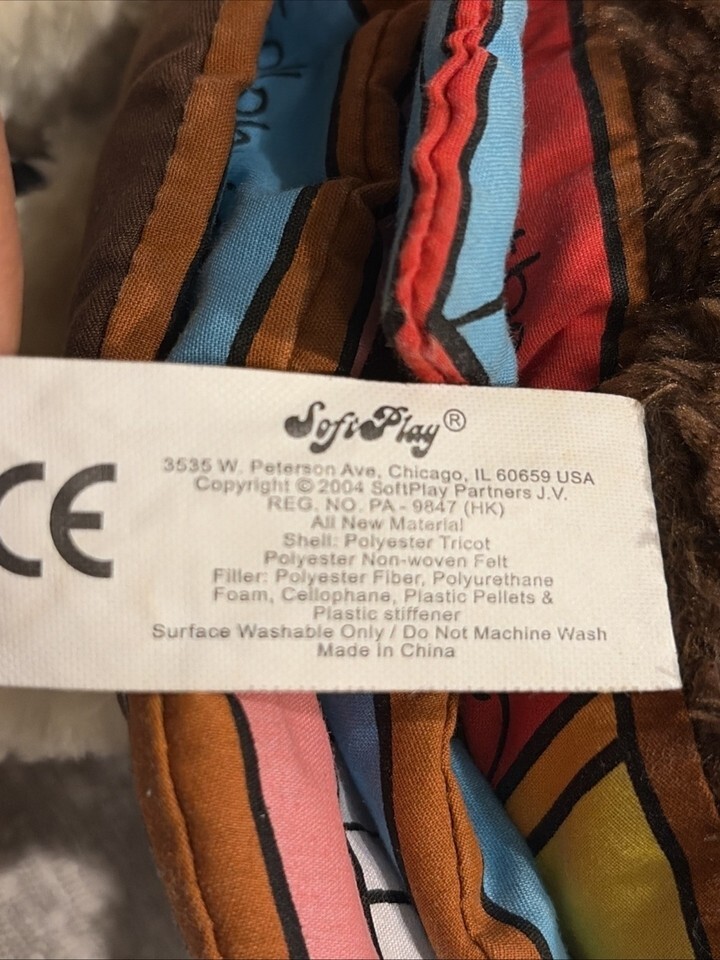 SoftPlay®
CE
3535 W. Peterson Ave, Chicago, IL 60659 USA
Copyright © 2004 SoftPlay Partners J.V.
REG. NO. PA - 9847 (HK)
All New Material
Shell: Polyester Tricot
Polyester Non-woven Felt
Filler: Polyester Fiber, Polyurethane
Foam, Cellophane, Plastic Pellets &
Plastic stiffener
Surface Washable Only / Do Not Machine Wash
Made in China